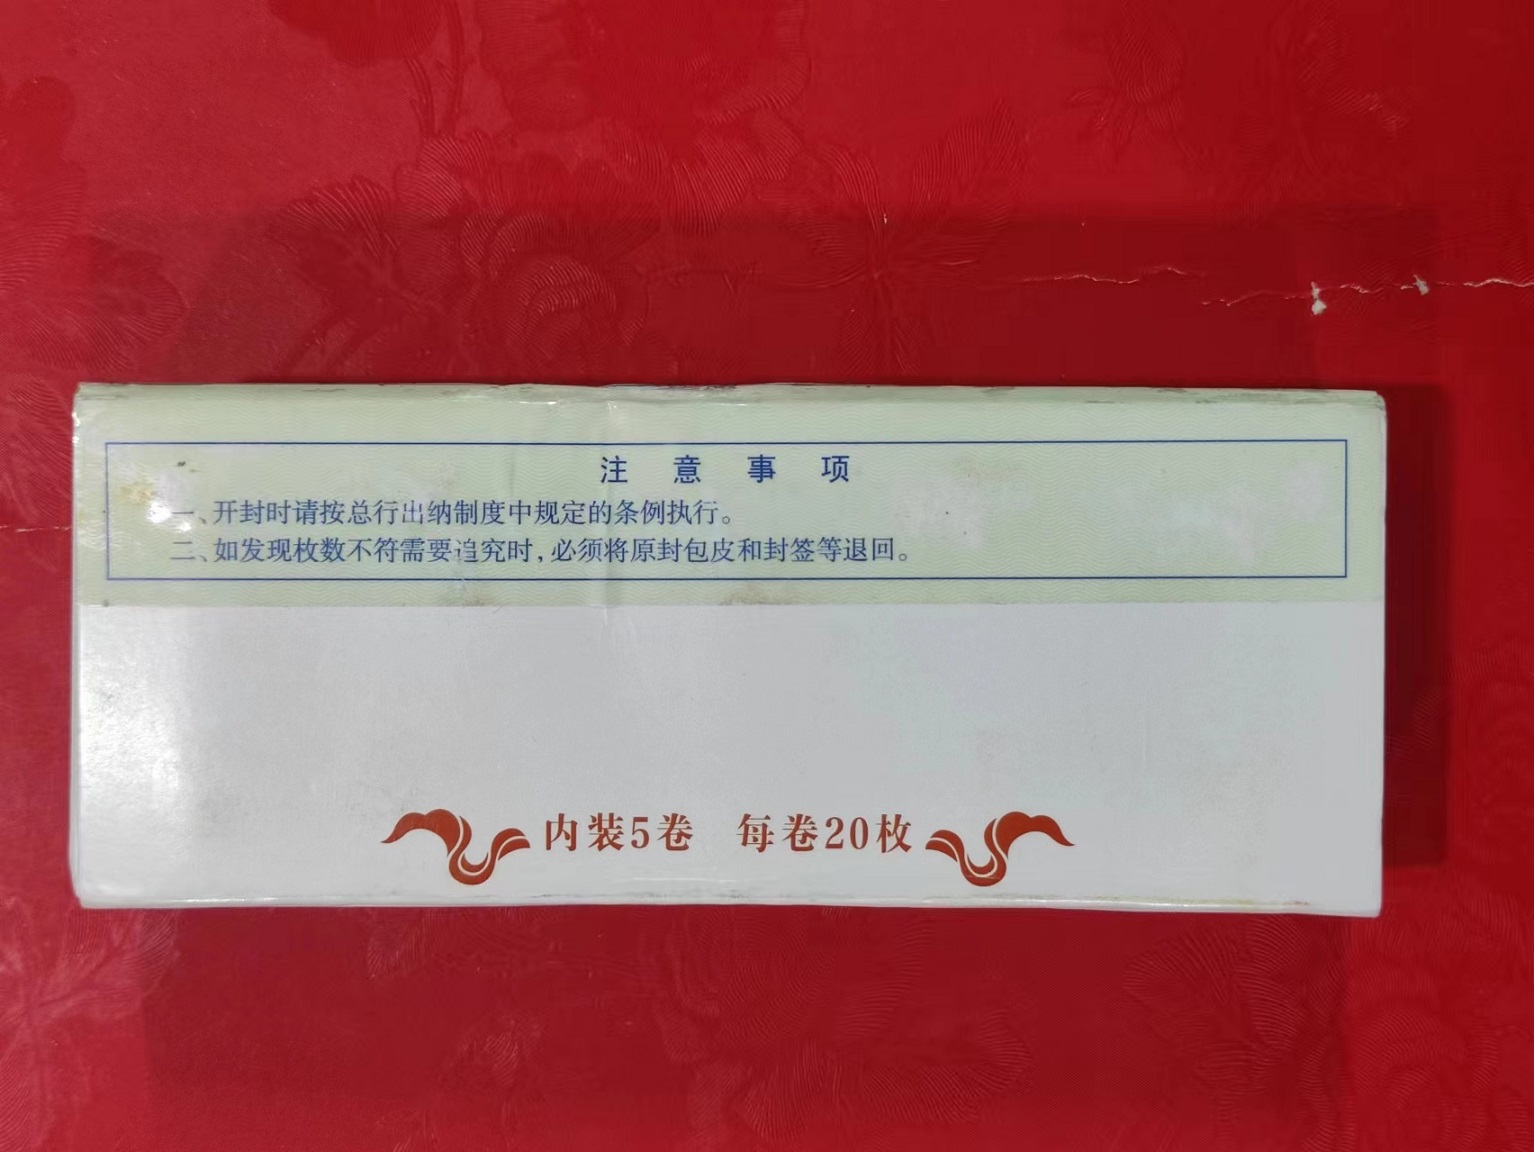 注意事项
一、开封时请按总行出纳制度中规定的条例执行。
二、如发现枚数不符需要追究时,必须将原封包皮和封签等退回。
内装5卷 每卷20枚